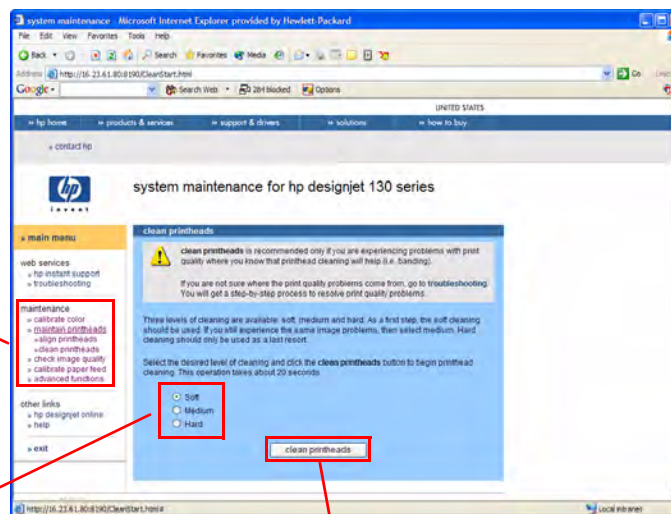 system maintenance - Microsoft Internet Explorer provided by Hewlett-Packard
File Edit View Favorites Tools Help
Back Search Favorites Media
Address http://16.23.61.80:8190/CleanStart.html Go
Google Search Web 284 blocked Options
UNITED STATES
» hp home » products & services » support & drivers » solutions » how to buy
» contact hp
hp
invent
system maintenance for hp designjet 130 series
» main menu
web services
» hp instant support
» troubleshooting
maintenance
» calibrate color
» maintain printheads
» align printheads
» clean printheads
» check image quality
» calibrate paper feed
» advanced functions
other links
» hp designjet online
» help
» exit
clean printheads
clean printheads is recommended only if you are experiencing problems with print
quality where you know that printhead cleaning will help (i.e. banding).
If you are not sure where the print quality problems come from, go to troubleshooting.
You will get a step-by-step process to resolve print quality problems.
Three levels of cleaning are available: soft, medium and hard. As a first step, the soft cleaning
should be used. If you still experience the same image problems, then select medium. Hard
cleaning should only be used as a last resort.
Select the desired level of cleaning and click the clean printheads button to begin printhead
cleaning. This operation takes about 20 seconds.
Soft
Medium
Hard
clean printheads
http://16.23.61.80:8190/CleanStart.html# Local intranet